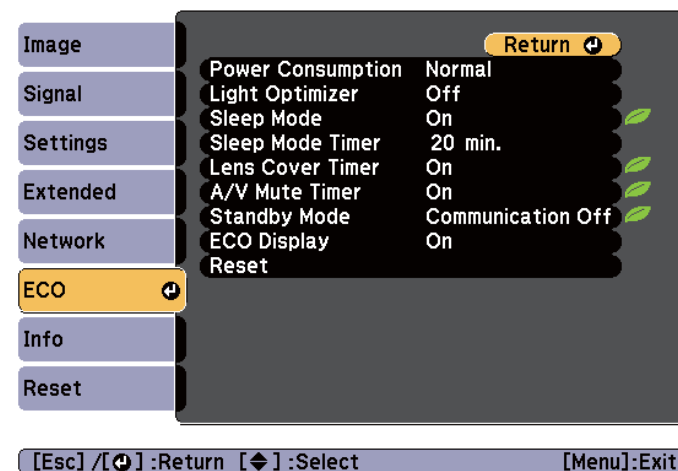 Image
Signal
Settings
Extended
Network
ECO
Info
Reset
Return
Power Consumption Normal
Light Optimizer Off
Sleep Mode On
Sleep Mode Timer 20 min.
Lens Cover Timer On
A/V Mute Timer On
Standby Mode Communication Off
ECO Display On
Reset
[Esc] /[⏎] :Return [◆] :Select [Menu]:Exit